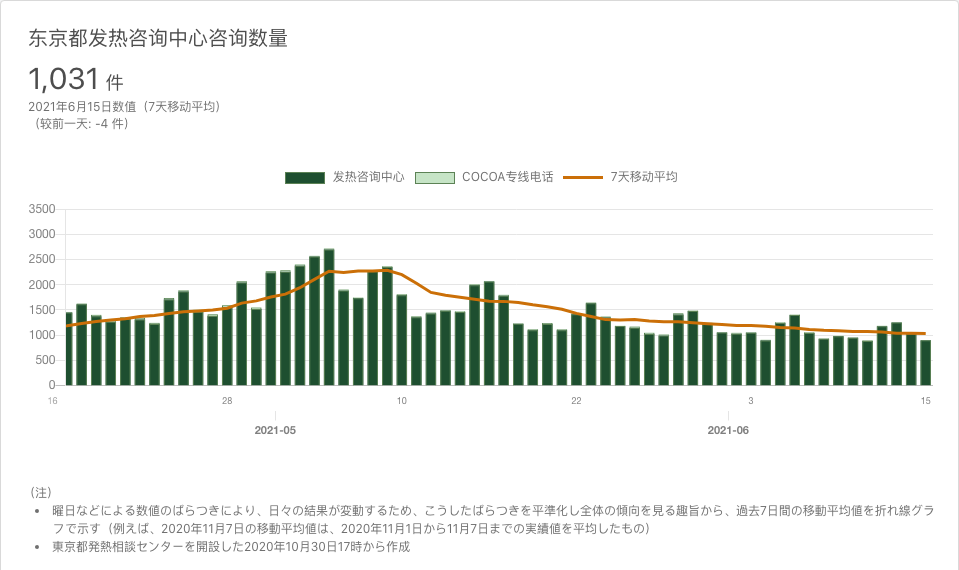 东京都发热咨询中心咨询数量
1,031 件
2021年6月15日数值（7天移动平均）
（较前一天: -4 件）
发热咨询中心 COCOA专线电话 7天移动平均
3500
3000
2500
2000
1500
1000
500
0
16 28 10 22 3 15
2021-05 2021-06
（注）
• 曜日などによる数値のばらつきにより、日々の結果が変動するため、こうしたばらつきを平準化し全体の傾向を見る趣旨から、過去7日間の移動平均値を折れ線グラ
フで示す（例えば、2020年11月7日の移動平均値は、2020年11月1日から11月7日までの実績値を平均したもの）
• 東京都発熱相談センターを開設した2020年10月30日17時から作成